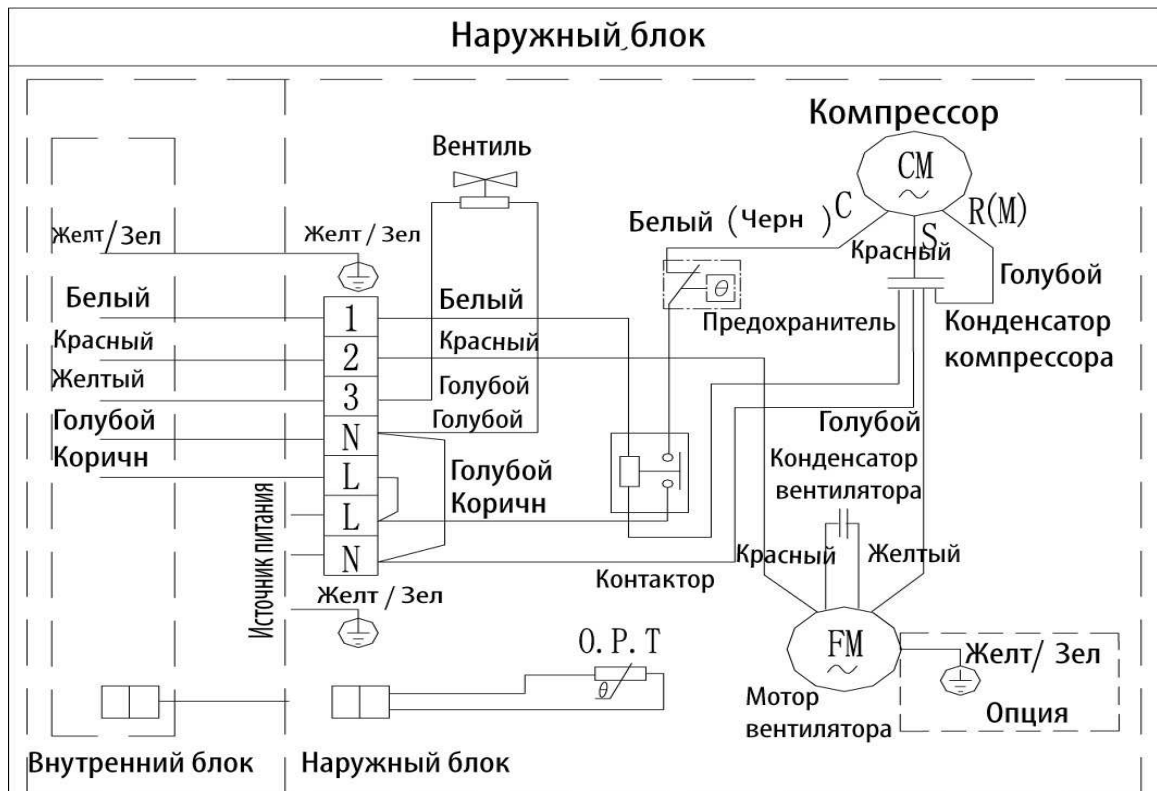 Наружный блок
Компрессор
CM
Вентиль
C
R(M)
S
Белый (Черн )
Красный
Голубой
Желт/Зел
Желт / Зел
Белый
1
Белый
Предохранитель
θ
Конденсатор
компрессора
Красный
2
Красный
Желтый
3
Голубой
Голубой
N
Голубой
Голубой
Коричн
L
Голубой
Коричн
Конденсатор
вентилятора
Источник питания
L
N
Красный
Желтый
Контактор
Желт / Зел
O.P.T
θ
FM
Желт/ Зел
Мотор
вентилятора
Опция
Внутренний блок
Наружный блок